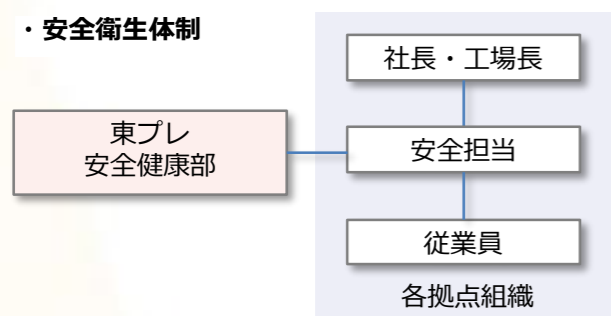 ・安全衛生体制
社長・工場長
東プレ
安全健康部
安全担当
従業員
各拠点組織